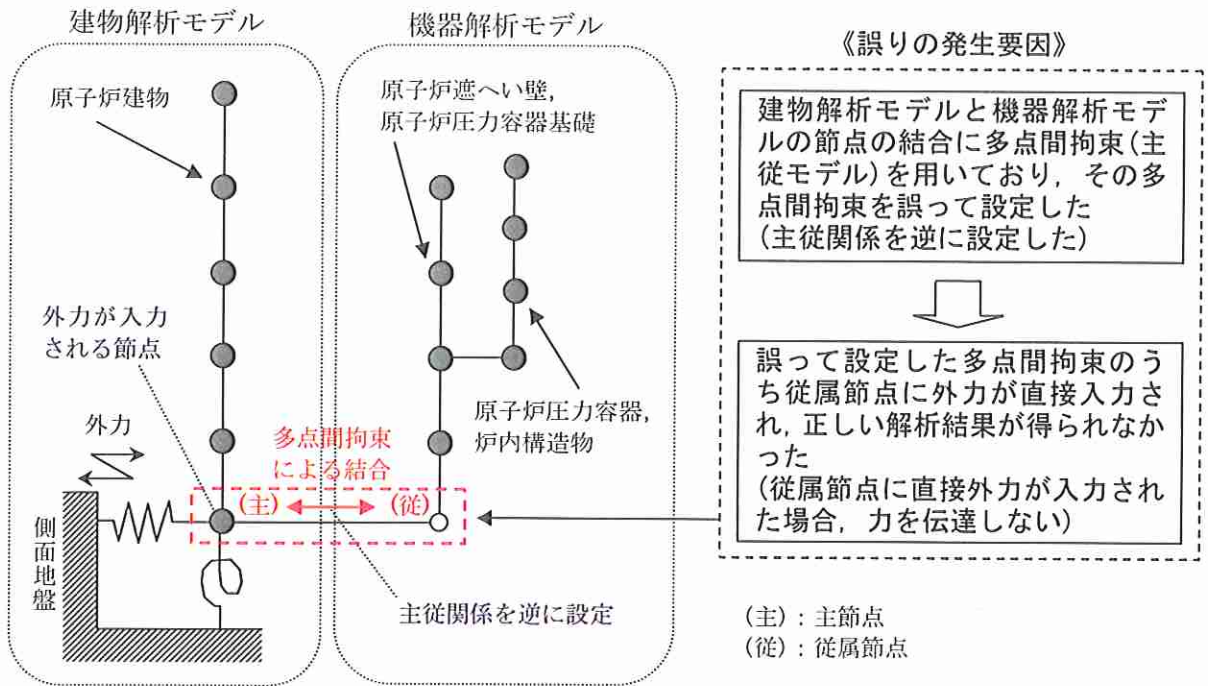 建物解析モデル
機器解析モデル
原子炉建物
原子炉遮へい壁,
原子炉圧力容器基礎
外力が入力
される節点
原子炉圧力容器,
炉内構造物
外力
多点間拘束
による結合
(主)
(従)
側面地盤
主従関係を逆に設定
《誤りの発生要因》
建物解析モデルと機器解析モ
デルの節点の結合に多点間拘束(主
従モデル)を用いており,その多
点間拘束を誤って設定した
(主従関係を逆に設定した)
誤って設定した多点間拘束のう
ち従属節点に外力が直接入力さ
れ,正しい解析結果が得られなか
った
(従属節点に直接外力が入力され
た場合,力を伝達しない)
(主):主節点
(従):従属節点